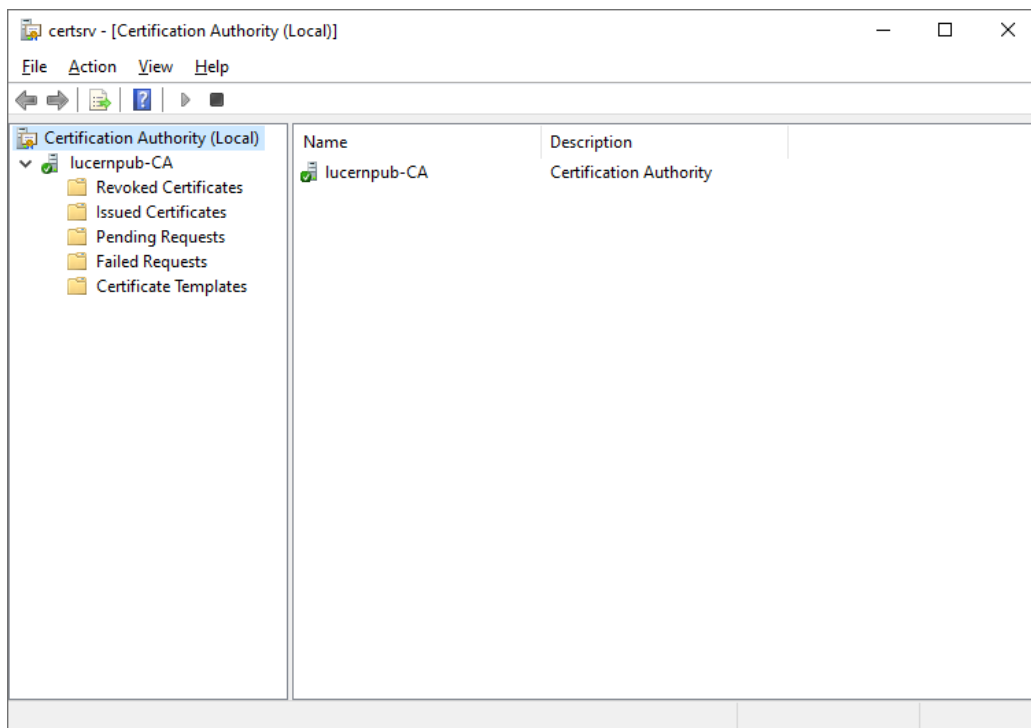 certsrv - [Certification Authority (Local)]
File Action View Help
Certification Authority (Local)
lucernpub-CA
Revoked Certificates
Issued Certificates
Pending Requests
Failed Requests
Certificate Templates
Name Description
lucernpub-CA Certification Authority